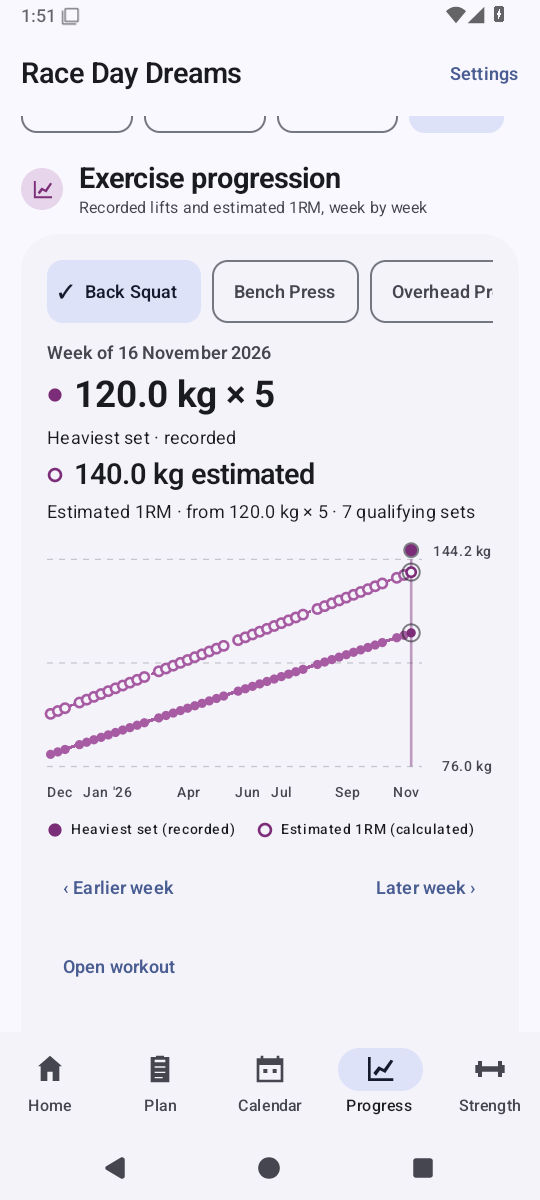 1:51
Race Day Dreams
Settings
Exercise progression
Recorded lifts and estimated 1RM, week by week
✓ Back Squat
Bench Press
Overhead Pr
Week of 16 November 2026
120.0 kg × 5
Heaviest set · recorded
140.0 kg estimated
Estimated 1RM · from 120.0 kg × 5 · 7 qualifying sets
144.2 kg
76.0 kg
Dec Jan '26 Apr Jun Jul Sep Nov
Heaviest set (recorded) Estimated 1RM (calculated)
‹ Earlier week
Later week ›
Open workout
Home Plan Calendar Progress Strength